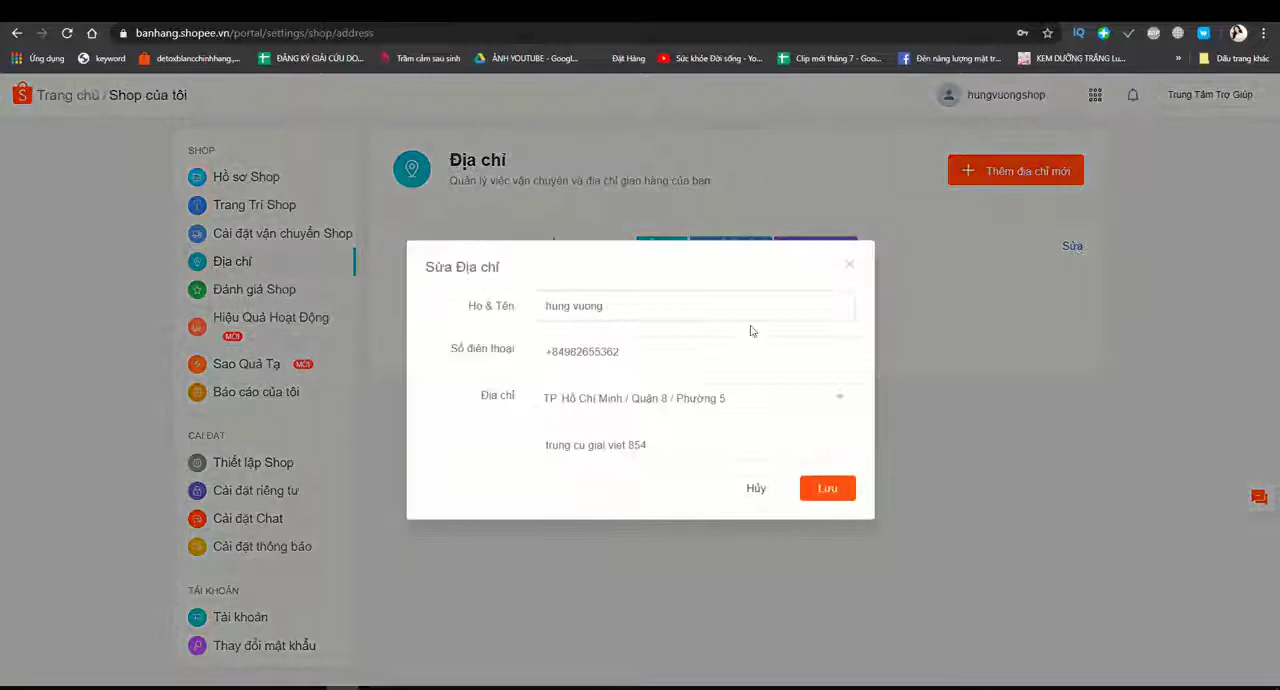 banhang.shopee.vn/portal/settings/shop/address
Ứng dụng
keyword
detoxblancchinhhang,...
ĐĂNG KÝ GIẢI CỨU DO...
Trầm cảm sau sinh
ẢNH YOUTUBE - Googl...
Đặt Hàng
Sức khỏe Đời sống - Yo...
Clip mới tháng 7 - Goo...
Đèn năng lượng mặt tr...
KEM DƯỠNG TRẮNG Lu...
»
Dấu trang khác
Trang chủ / Shop của tôi
hungvuongshop
Trung Tâm Trợ Giúp
SHOP
Hồ sơ Shop
Trang Trí Shop
Cài đặt vận chuyển Shop
Địa chỉ
Đánh giá Shop
Hiệu Quả Hoạt Động
MỚI
Sao Quả Tạ MỚI
Báo cáo của tôi
CÀI ĐẶT
Thiết lập Shop
Cài đặt riêng tư
Cài đặt Chat
Cài đặt thông báo
TÀI KHOẢN
Tài khoản
Thay đổi mật khẩu
Địa chỉ
Quản lý việc vận chuyển và địa chỉ giao hàng của bạn
+ Thêm địa chỉ mới
Sửa
Sửa Địa chỉ
Họ & Tên
hung vuong
Số điện thoại
+84982655362
Địa chỉ
TP. Hồ Chí Minh / Quận 8 / Phường 5
trung cu giai viet 854
Hủy
Lưu